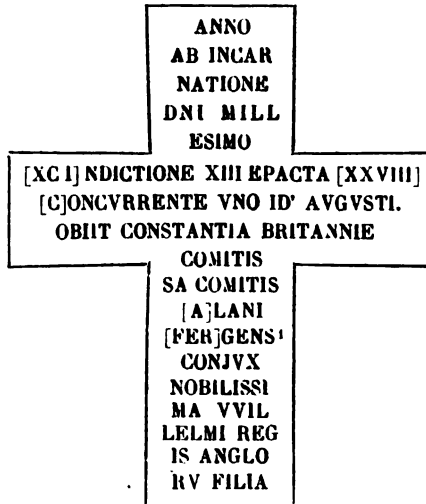 ANNO
AB INCAR
NATIONE
DNI MILL
ESIMO
[XC I] NDICTIONE XIII EPACTA [XXVIII]
[C]ONCVRRENTE VNO ID' AVGVSTI.
OBIIT CONSTANTIA BRITANNIE
COMITIS
SA COMITIS
[A]LANI
[FER]GENSI
CONJVX
NOBILISSI
MA VVIL
LELMI REG
IS ANGLO
RV FILIA